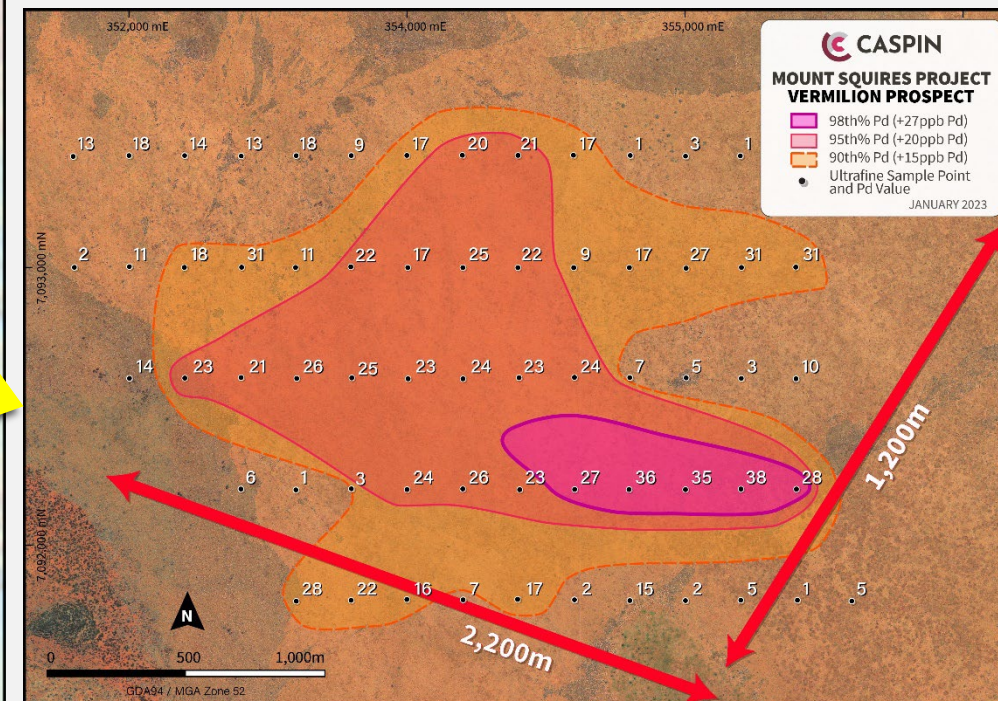 352,000 mE 354,000 mE 355,000 mE
CASPIN
MOUNT SQUIRES PROJECT
VERMILION PROSPECT
98th% Pd (+27ppb Pd)
95th% Pd (+20ppb Pd)
90th% Pd (+15ppb Pd)
Ultrafine Sample Point
and Pd Value
JANUARY 2023
13 18 14 13 18 9 17 20 21 17 1 3 1
7,093,000 mN
2 11 18 31 11 22 17 25 22 9 17 27 31 31
14 23 21 26 25 23 24 23 24 7 5 3 10
1,200m
6 1 3 24 26 23 27 36 35 38 28
7,092,000 mN
28 22 16 7 17 2 15 2 5 1 5
2,200m
N
0 500 1,000m
GDA94 / MGA Zone 52